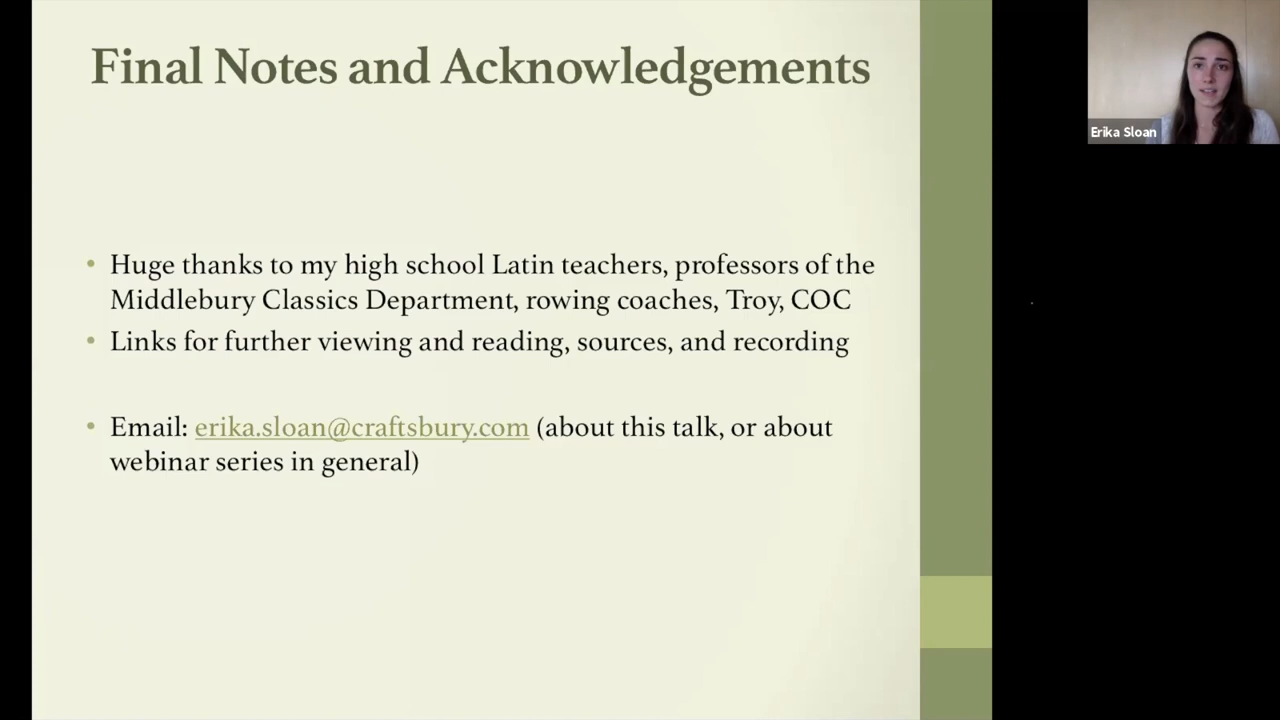 Final Notes and Acknowledgements
Erika Sloan
• Huge thanks to my high school Latin teachers, professors of the
Middlebury Classics Department, rowing coaches, Troy, COC
• Links for further viewing and reading, sources, and recording
• Email: erika.sloan@craftsbury.com (about this talk, or about
webinar series in general)